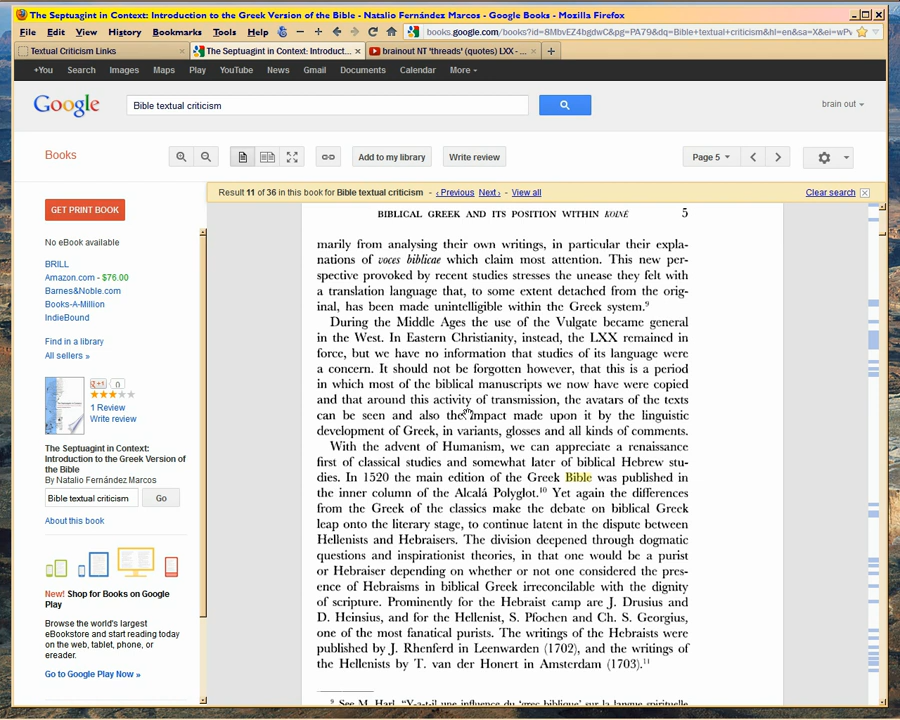 The Septuagint in Context: Introduction to the Greek Version of the Bible - Natalio Fernández Marcos - Google Books - Mozilla Firefox
File Edit View History Bookmarks Tools Help books.google.com/books?id=8MbvEZ4bgdwC&pg=PA79&dq=Bible+textual+criticism&hl=en&sa=X&ei=wPv
Textual Criticism Links × The Septuagint in Context: Introduct... × brainout NT 'threads' (quotes) LXX - ... × +
+You Search Images Maps Play YouTube News Gmail Documents Calendar More
Google Bible textual criticism brain out
Books Add to my library Write review Page 5
Result 11 of 36 in this book for Bible textual criticism - ‹ Previous Next › - View all Clear search
GET PRINT BOOK
No eBook available
BRILL
Amazon.com - $76.00
Barnes&Noble.com
Books-A-Million
IndieBound
Find in a library
All sellers »
g+1 0
1 Review
Write review
The Septuagint in Context:
Introduction to the Greek Version of
the Bible
By Natalio Fernández Marcos
Bible textual criticism Go
About this book
New! Shop for Books on Google
Play
Browse the world's largest
eBookstore and start reading today
on the web, tablet, phone, or
ereader.
Go to Google Play Now »
BIBLICAL GREEK AND ITS POSITION WITHIN KOINÉ 5
marily from analysing their own writings, in particular their expla-
nations of voces biblicae which claim most attention. This new per-
spective provoked by recent studies stresses the unease they felt with
a translation language that, to some extent detached from the orig-
inal, has been made unintelligible within the Greek system.9
During the Middle Ages the use of the Vulgate became general
in the West. In Eastern Christianity, instead, the LXX remained in
force, but we have no information that studies of its language were
a concern. It should not be forgotten however, that this is a period
in which most of the biblical manuscripts we now have were copied
and that around this activity of transmission, the avatars of the texts
can be seen and also the impact made upon it by the linguistic
development of Greek, in variants, glosses and all kinds of comments.
With the advent of Humanism, we can appreciate a renaissance
first of classical studies and somewhat later of biblical Hebrew stu-
dies. In 1520 the main edition of the Greek Bible was published in
the inner column of the Alcalá Polyglot.10 Yet again the differences
from the Greek of the classics make the debate on biblical Greek
leap onto the literary stage, to continue latent in the dispute between
Hellenists and Hebraisers. The division deepened through dogmatic
questions and inspirationist theories, in that one would be a purist
or Hebraiser depending on whether or not one considered the pres-
ence of Hebraisms in biblical Greek irreconcilable with the dignity
of scripture. Prominently for the Hebraist camp are J. Drusius and
D. Heinsius, and for the Hellenist, S. Pfochen and Ch. S. Georgius,
one of the most fanatical purists. The writings of the Hebraists were
published by J. Rhenferd in Leenwarden (1702), and the writings of
the Hellenists by T. van der Honert in Amsterdam (1703).11
9 See M. Harl, "Y-a-t-il une influence du 'grec biblique' sur la langue spirituelle